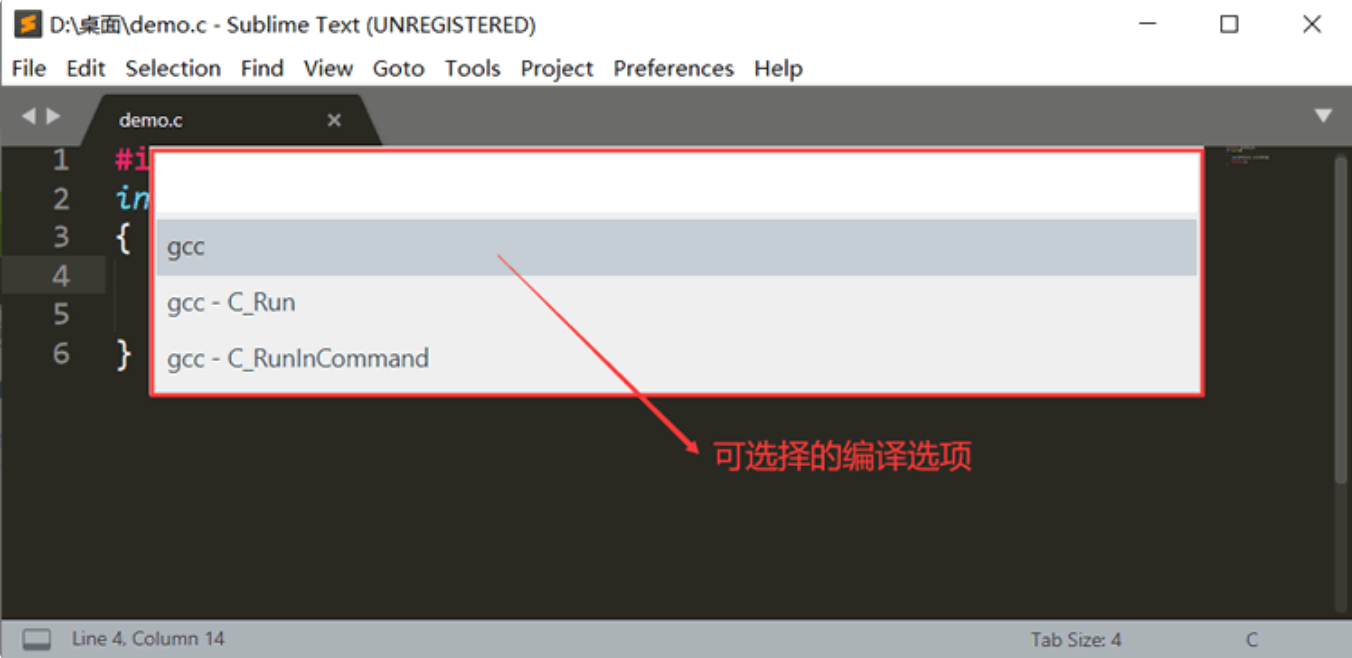 D:\桌面\demo.c - Sublime Text (UNREGISTERED)
File Edit Selection Find View Goto Tools Project Preferences Help
demo.c
1 #i
2 in
3 {
4
5
6 }
gcc
gcc - C_Run
gcc - C_RunInCommand
可选择的编译选项
Line 4, Column 14 Tab Size: 4 C